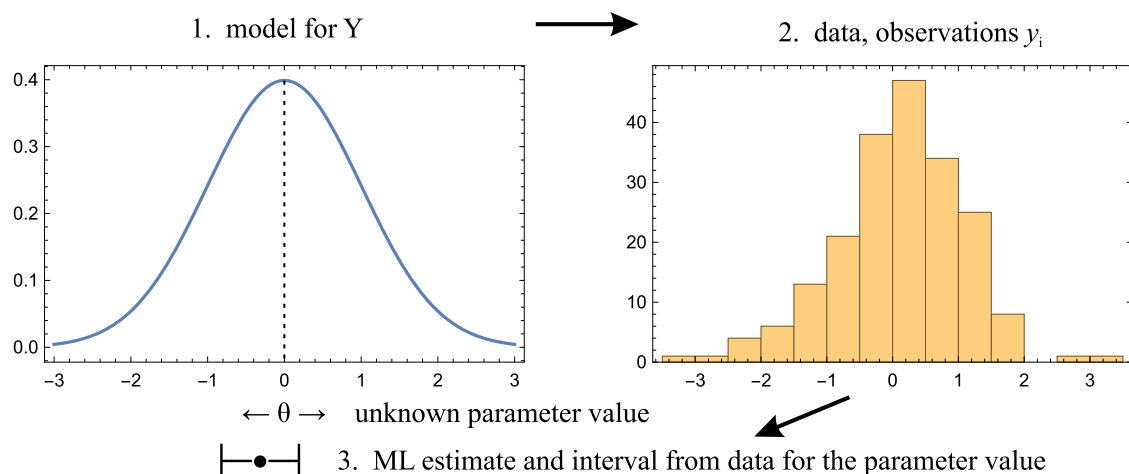 1. model for Y
2. data, observations yᵢ
0.4
0.3
0.2
0.1
0.0
−3 −2 −1 0 1 2 3
40
30
20
10
0
−3 −2 −1 0 1 2 3
← θ → unknown parameter value
3. ML estimate and interval from data for the parameter value